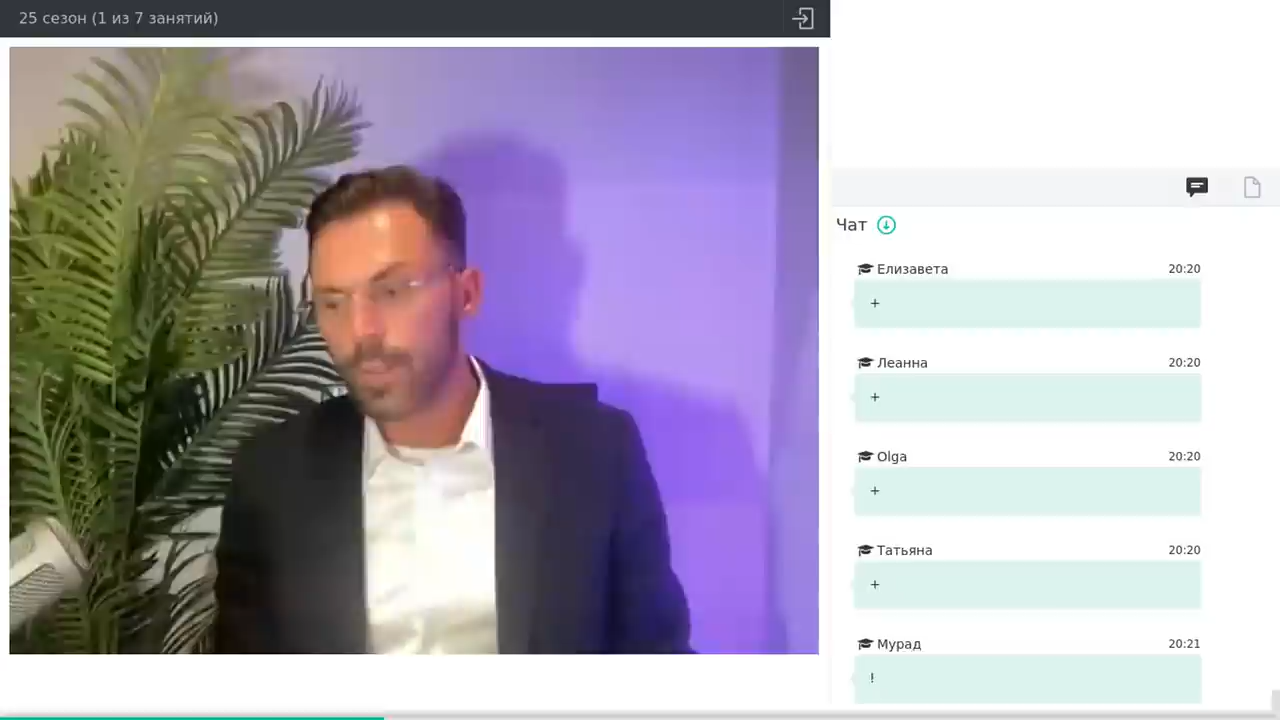 25 сезон (1 из 7 занятий)
Чат
Елизавета 20:20
+
Леанна 20:20
+
Olga 20:20
+
Татьяна 20:20
+
Мурад 20:21
!